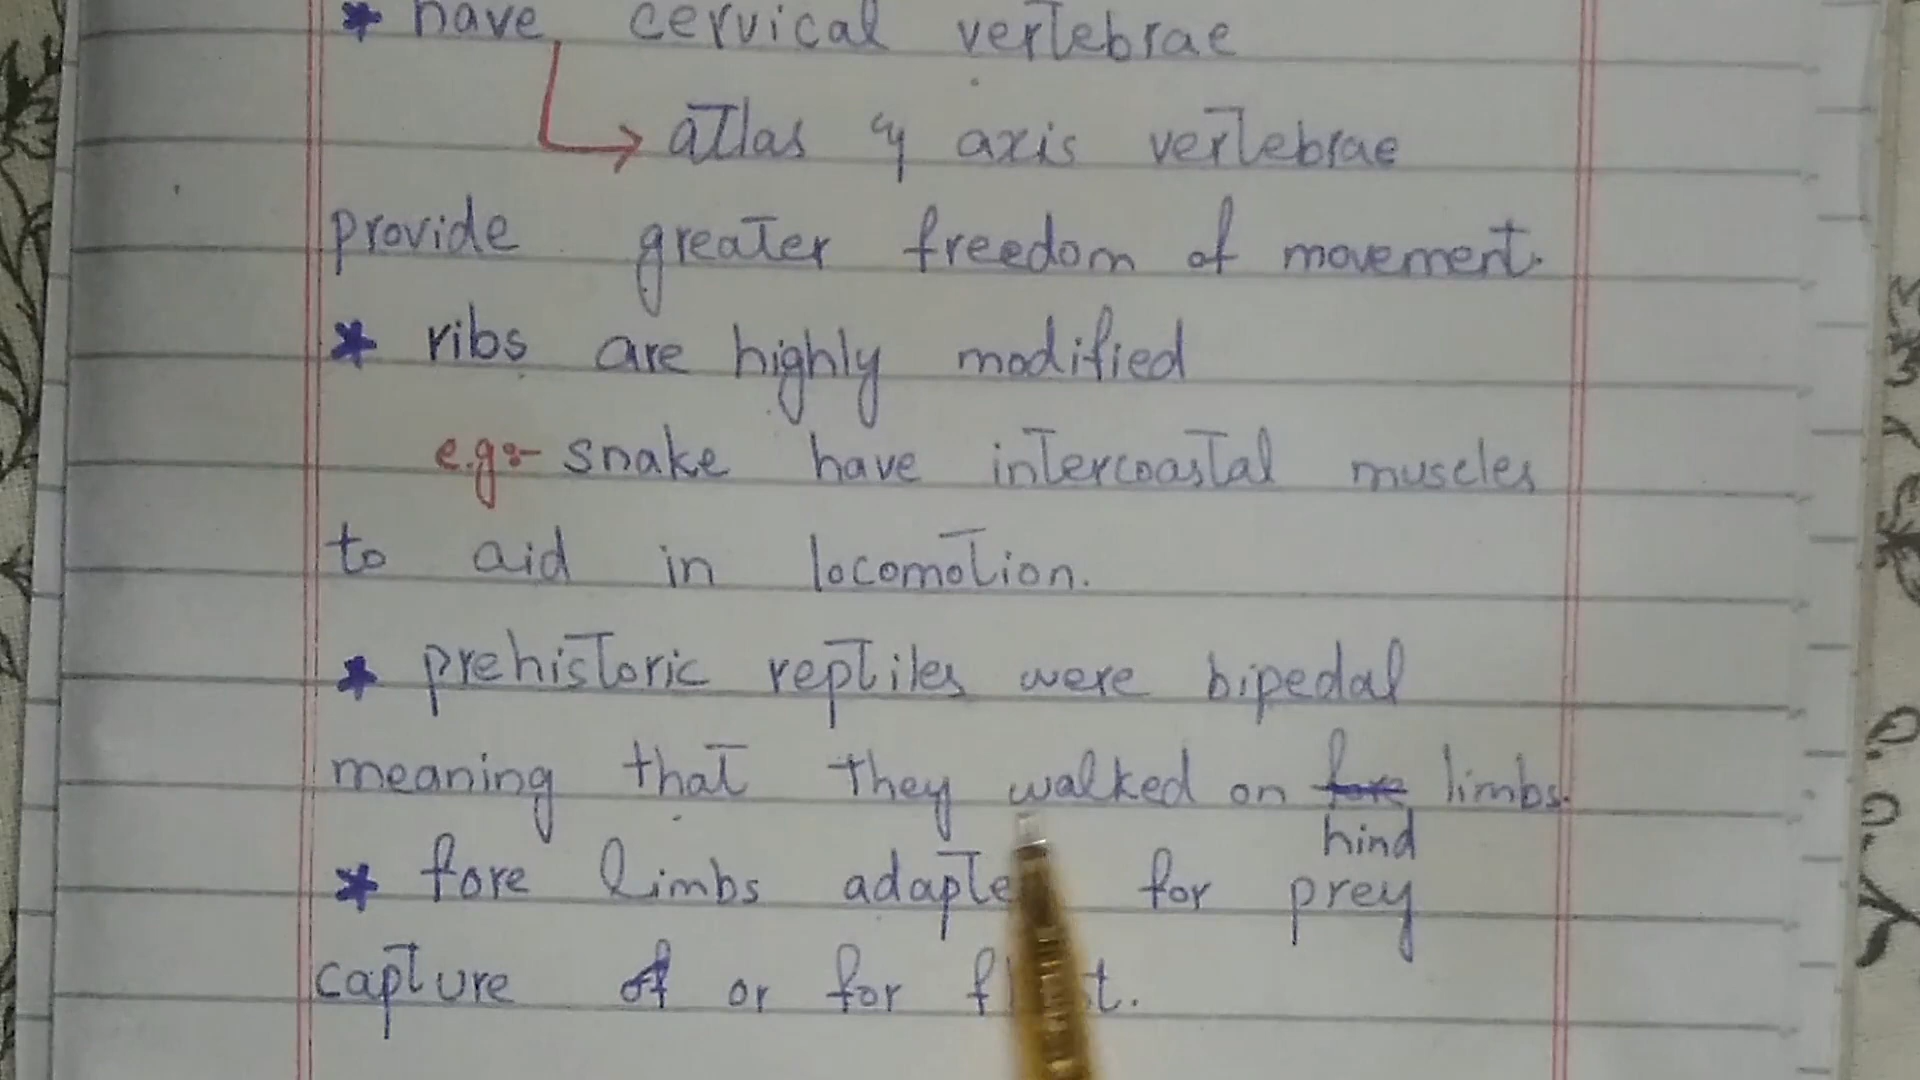 * have cervical vertebrae
→ atlas & axis vertebrae
provide greater freedom of movement.
* ribs are highly modified
e.g:- snake have intercoastal muscles
to aid in locomotion.
* prehistoric reptiles were bipedal
meaning that they walked on fore limbs.
hind
* fore limbs for prey
capture of or for